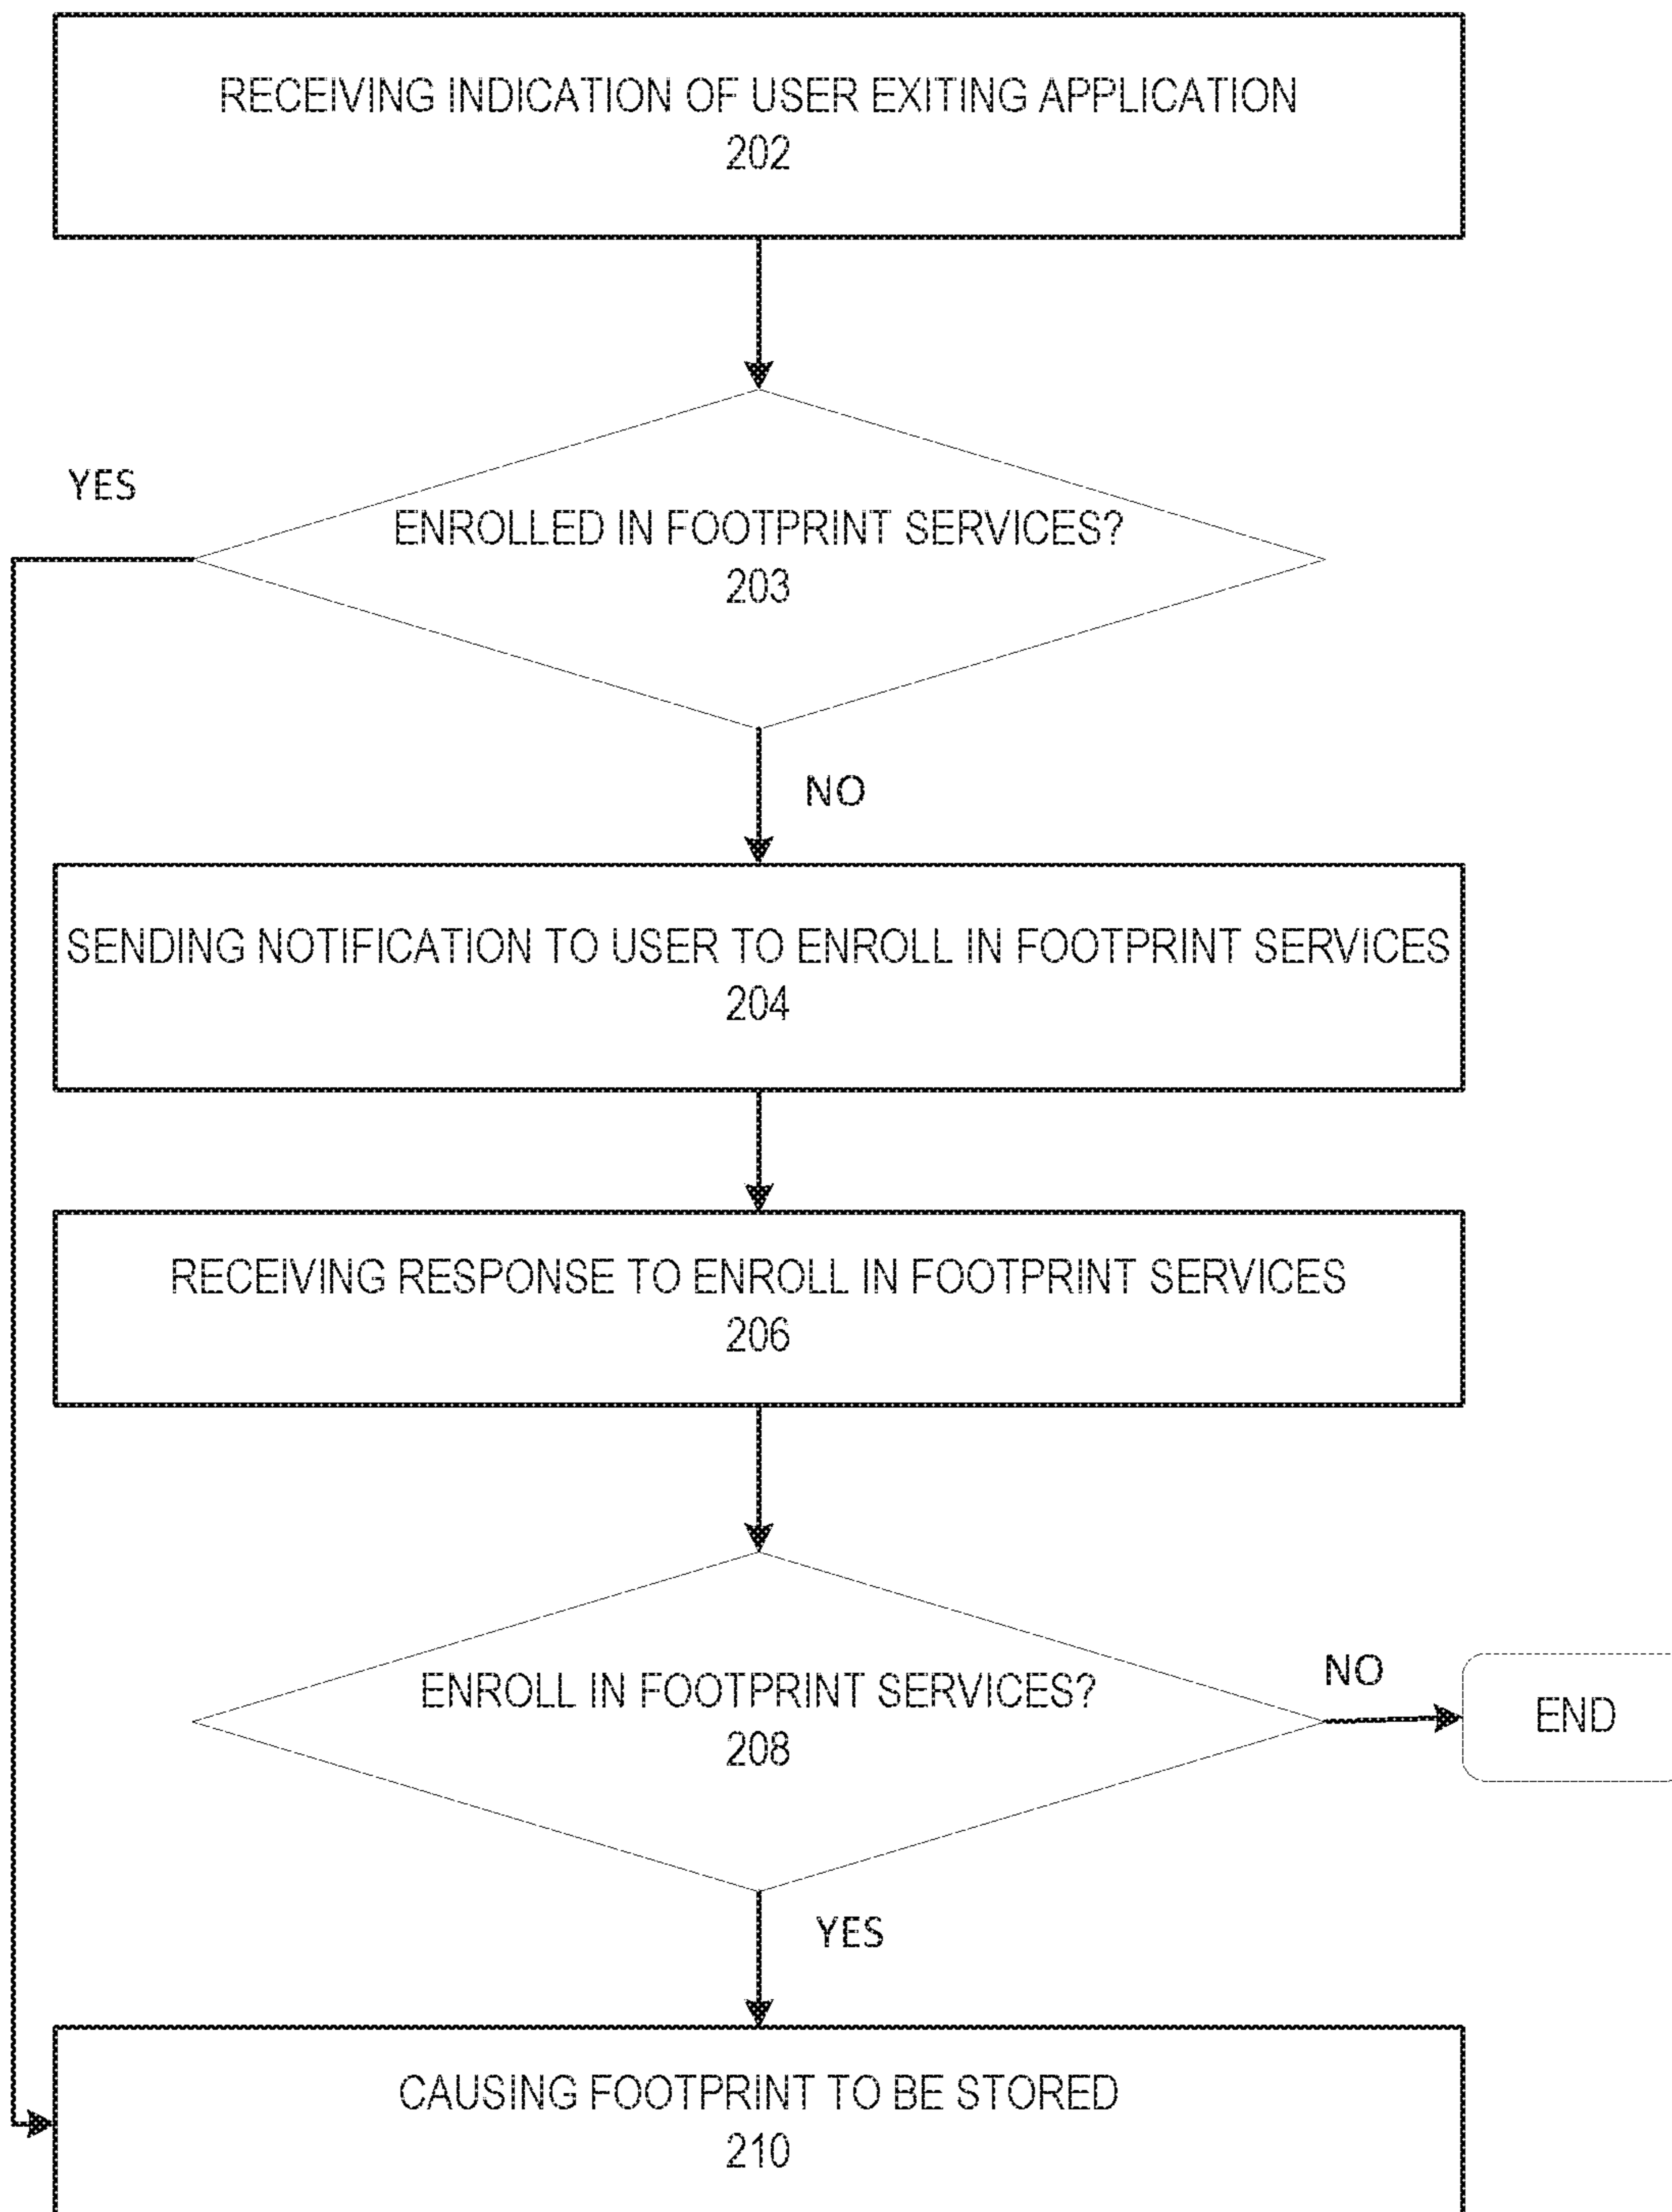 RECEIVING INDICATION OF USER EXITING APPLICATION
202
YES
ENROLLED IN FOOTPRINT SERVICES?
203
NO
SENDING NOTIFICATION TO USER TO ENROLL IN FOOTPRINT SERVICES
204
RECEIVING RESPONSE TO ENROLL IN FOOTPRINT SERVICES
206
ENROLL IN FOOTPRINT SERVICES?
208
NO
END
YES
CAUSING FOOTPRINT TO BE STORED
210